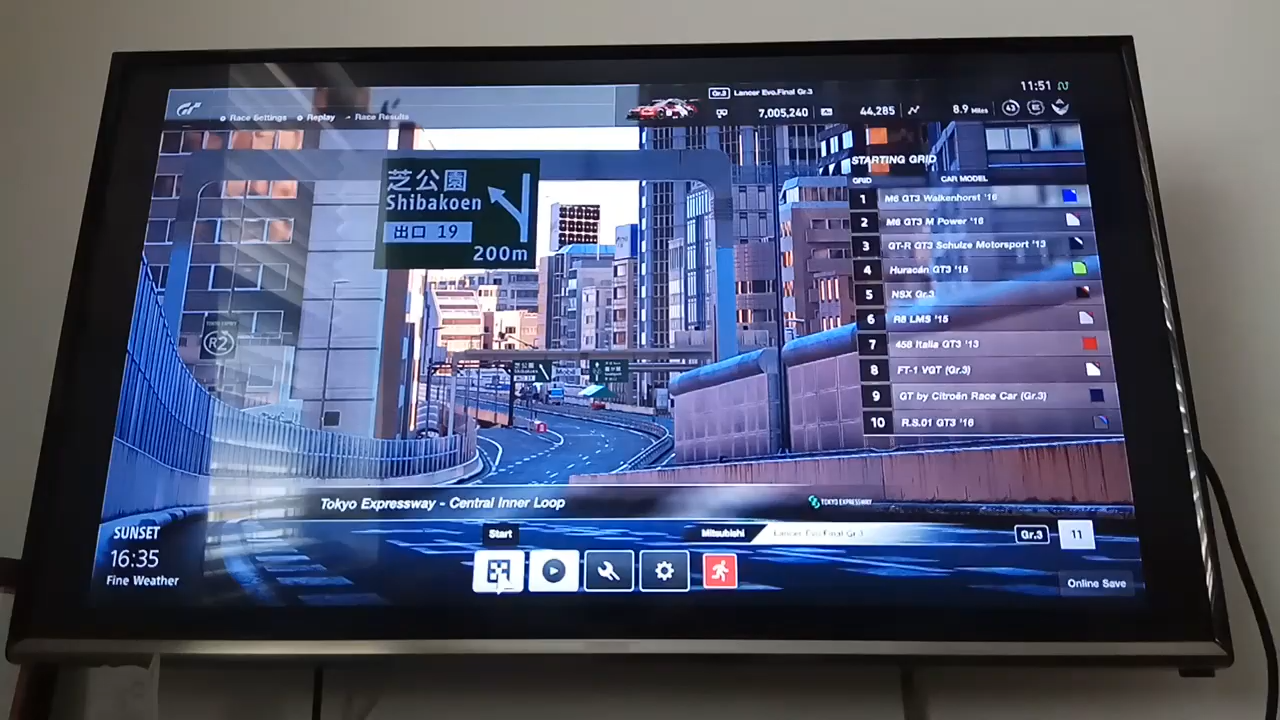 11:51
Gr.3 Lancer Evo.Final Gr.3
7,005,240 44,285 8.9 Miles 43
Race Settings Replay Race Results
STARTING GRID
GRID CAR MODEL
1 M6 GT3 Walkenhorst '16
2 M6 GT3 M Power '16
3 GT-R GT3 Schulze Motorsport '13
4 Huracán GT3 '15
5 NSX Gr.3
6 R8 LMS '15
7 458 Italia GT3 '13
8 FT-1 VGT (Gr.3)
9 GT by Citroën Race Car (Gr.3)
10 R.S.01 GT3 '16
芝公園
Shibakoen
出口 19
200m
R2
Tokyo Expressway - Central Inner Loop
TOKYO EXPRESSWAY
SUNSET
16:35
Fine Weather
Start
Mitsubishi Lancer Evo.Final Gr.3 Gr.3 11
Online Save